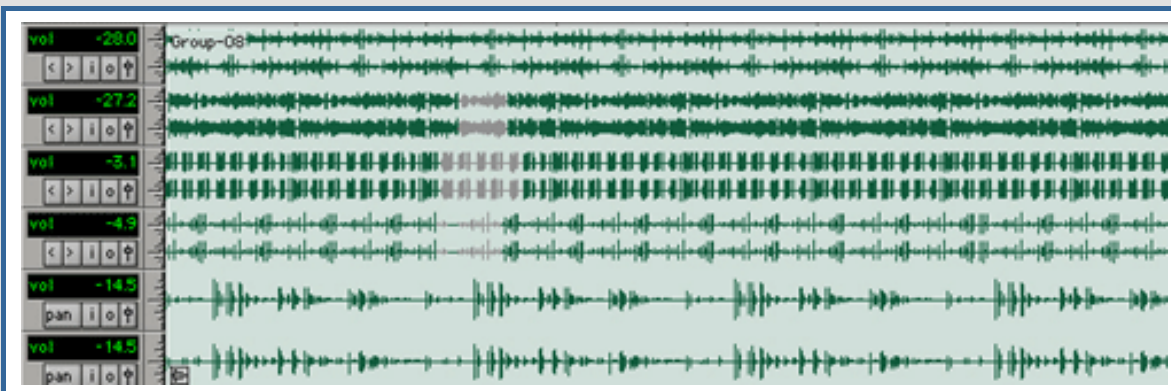 vol -28.0
Group-08
< > i o
vol -27.2
< > i o
vol -3.1
< > i o
vol -4.9
< > i o
vol -14.5
pan i o
vol -14.5
pan i o